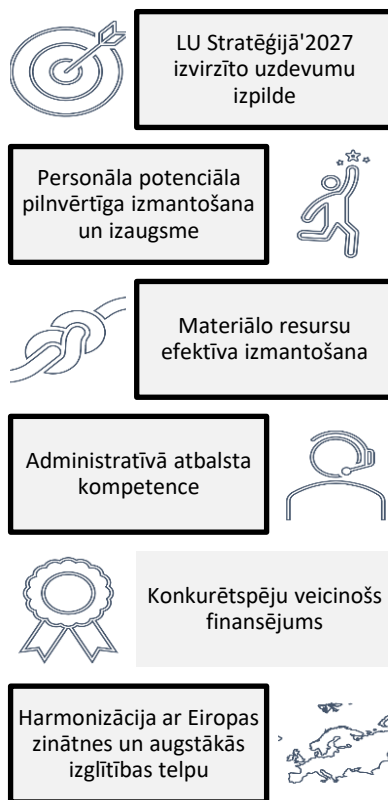 LU Stratēģijā'2027
izvirzīto uzdevumu
izpilde
Personāla potenciāla
pilnvērtīga izmantošana
un izaugsme
Materiālo resursu
efektīva izmantošana
Administratīvā atbalsta
kompetence
Konkurētspēju veicinošs
finansējums
Harmonizācija ar Eiropas
zinātnes un augstākās
izglītības telpu